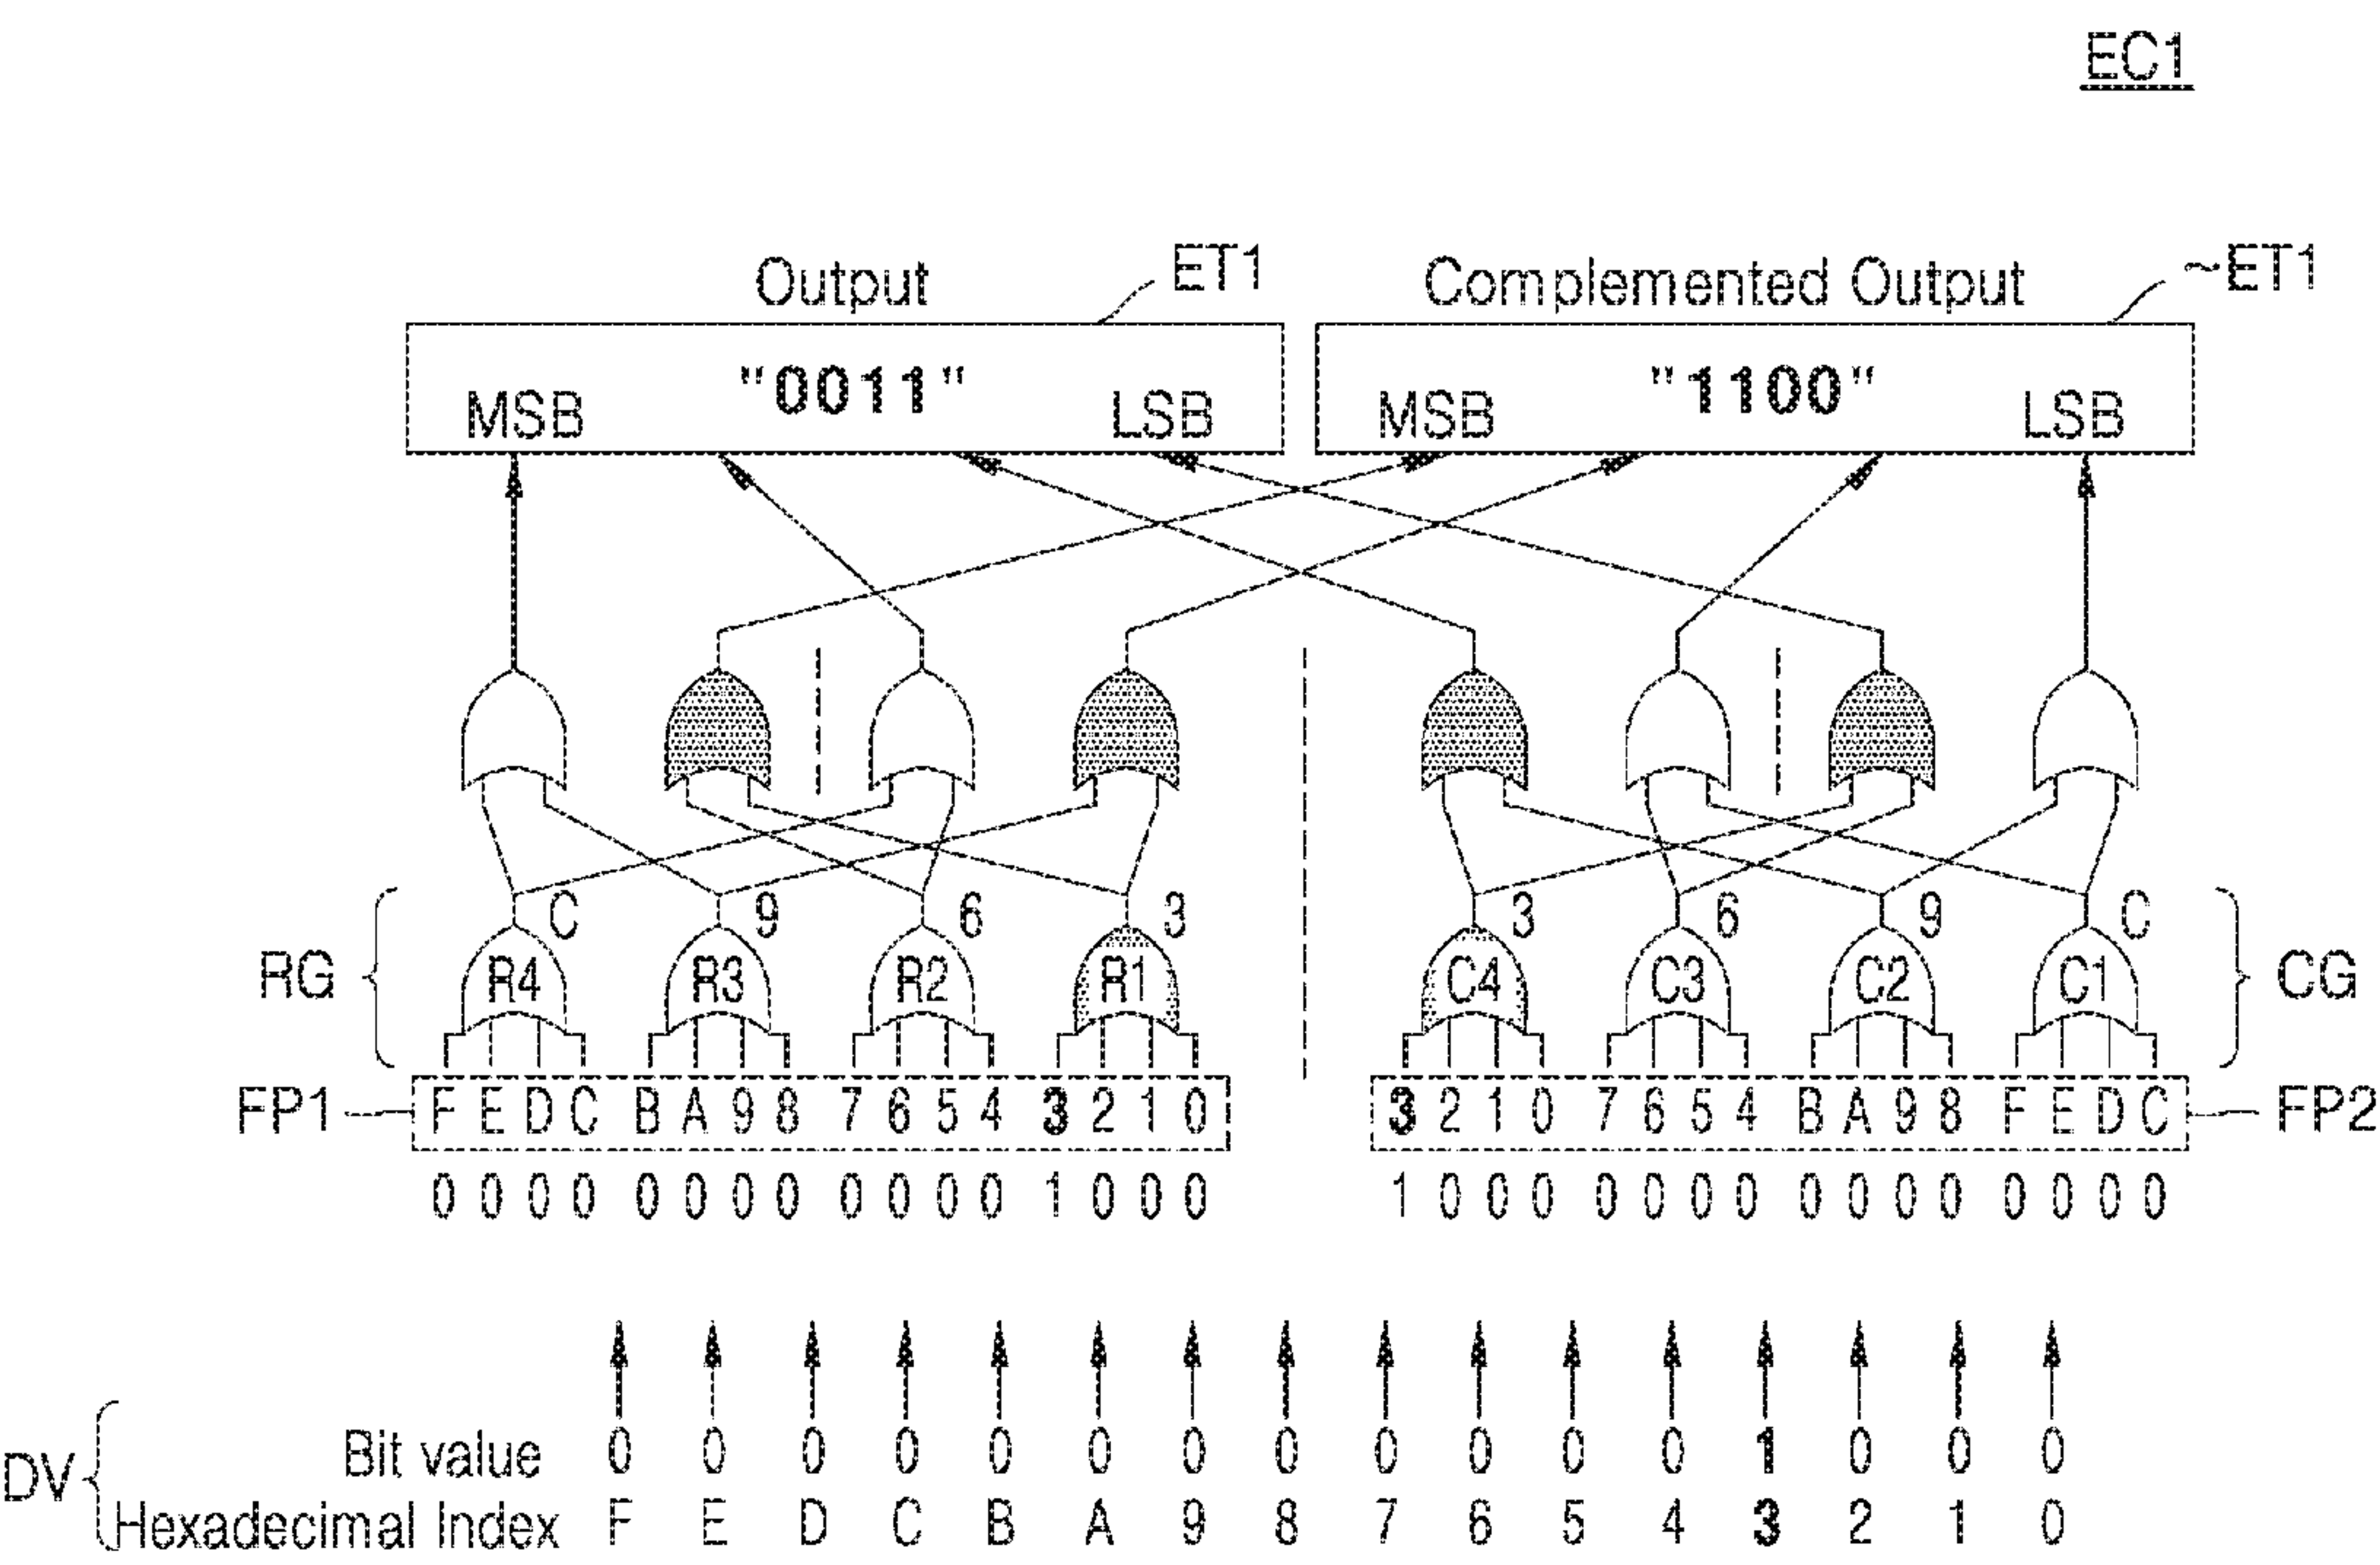 EC1
Output ET1 Complemented Output ~ET1
"0011" "1100"
MSB LSB MSB LSB
C 9 6 3 3 6 9 C
RG R4 R3 R2 R1 C4 C3 C2 C1 CG
FP1 F E D C B A 9 8 7 6 5 4 3 2 1 0 3 2 1 0 7 6 5 4 B A 9 8 F E D C FP2
0 0 0 0 0 0 0 0 0 0 0 0 1 0 0 0 1 0 0 0 0 0 0 0 0 0 0 0 0 0 0 0
DV
Bit value 0 0 0 0 0 0 0 0 0 0 0 0 1 0 0 0
Hexadecimal Index F E D C B A 9 8 7 6 5 4 3 2 1 0